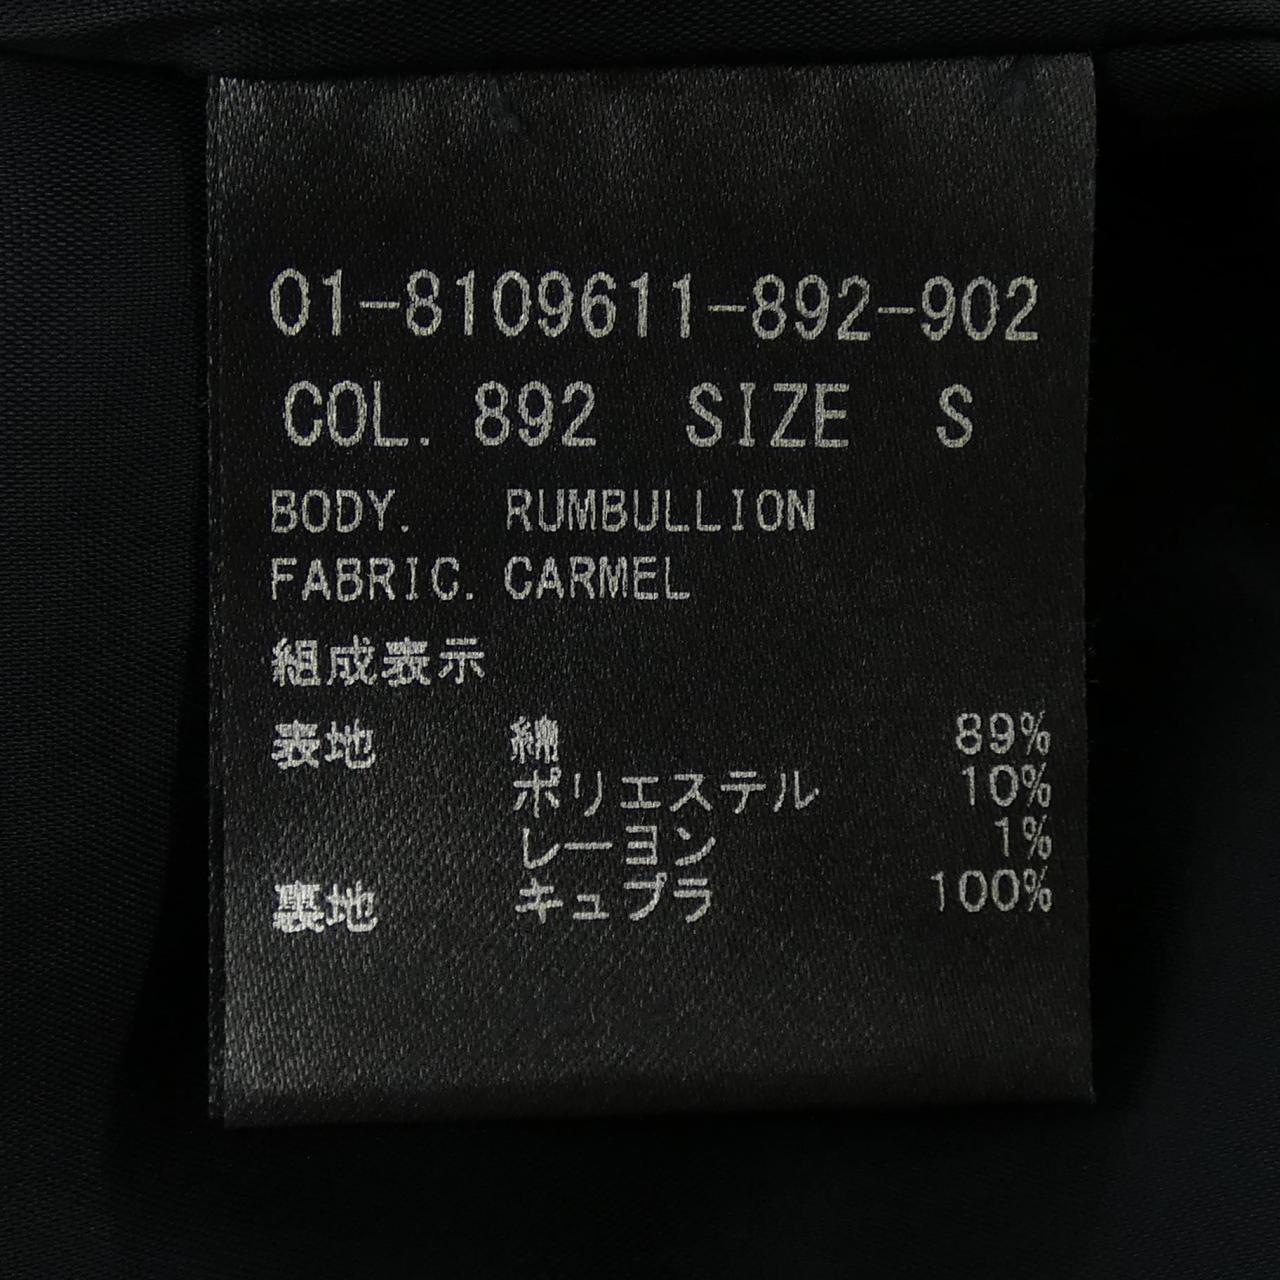 01-8109611-892-902
COL. 892 SIZE S
BODY. RUMBULLION
FABRIC. CARMEL
組成表示
表地 綿 89%
ポリエステル 10%
レーヨン 1%
裏地 キュプラ 100%